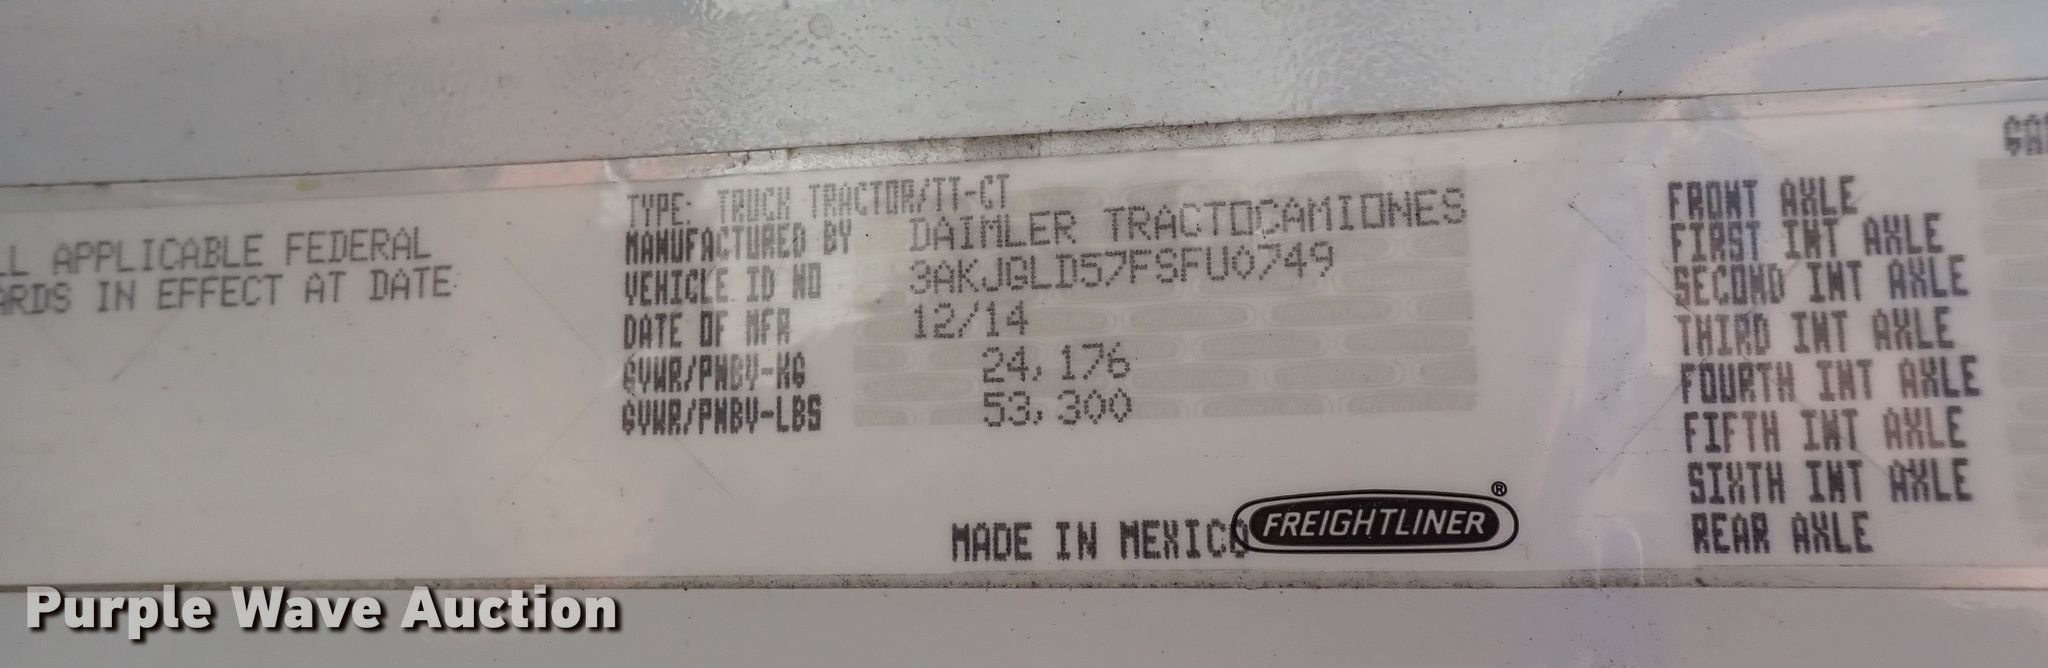 LL APPLICABLE FEDERAL
ARDS IN EFFECT AT DATE
TYPE: TRUCK TRACTOR/TT-CT
MANUFACTURED BY DAIMLER TRACTOCAMIONES
VEHICLE ID NO 3AKJGLD57FSFU0749
DATE OF MFR 12/14
GVWR/PNBV-KG 24,176
GVWR/PNBV-LBS 53,300
MADE IN MEXICO
FREIGHTLINER®
FRONT AXLE
FIRST INT AXLE
SECOND INT AXLE
THIRD INT AXLE
FOURTH INT AXLE
FIFTH INT AXLE
SIXTH INT AXLE
REAR AXLE
Purple Wave Auction